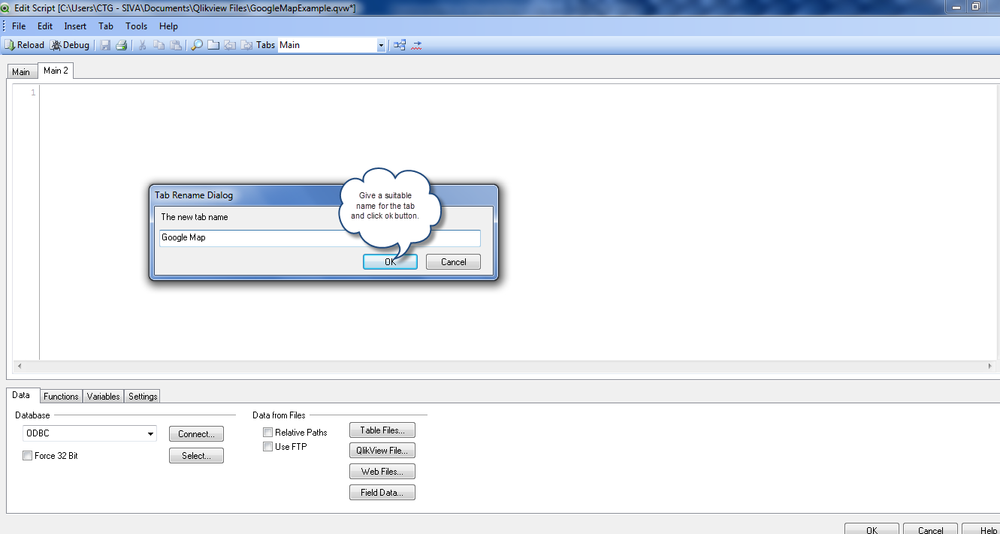 Edit Script [C:\Users\CTG - SIVA\Documents\Qlikview Files\GoogleMapExample.qvw*]
File Edit Insert Tab Tools Help
Reload Debug Tabs Main
Main Main 2
1
Tab Rename Dialog
The new tab name
Google Map
Give a suitable
name for the tab
and click ok button.
OK Cancel
Data Functions Variables Settings
Database
ODBC
Connect...
Force 32 Bit
Select...
Data from Files
Relative Paths
Use FTP
Table Files...
QlikView File...
Web Files...
Field Data...
OK Cancel Help